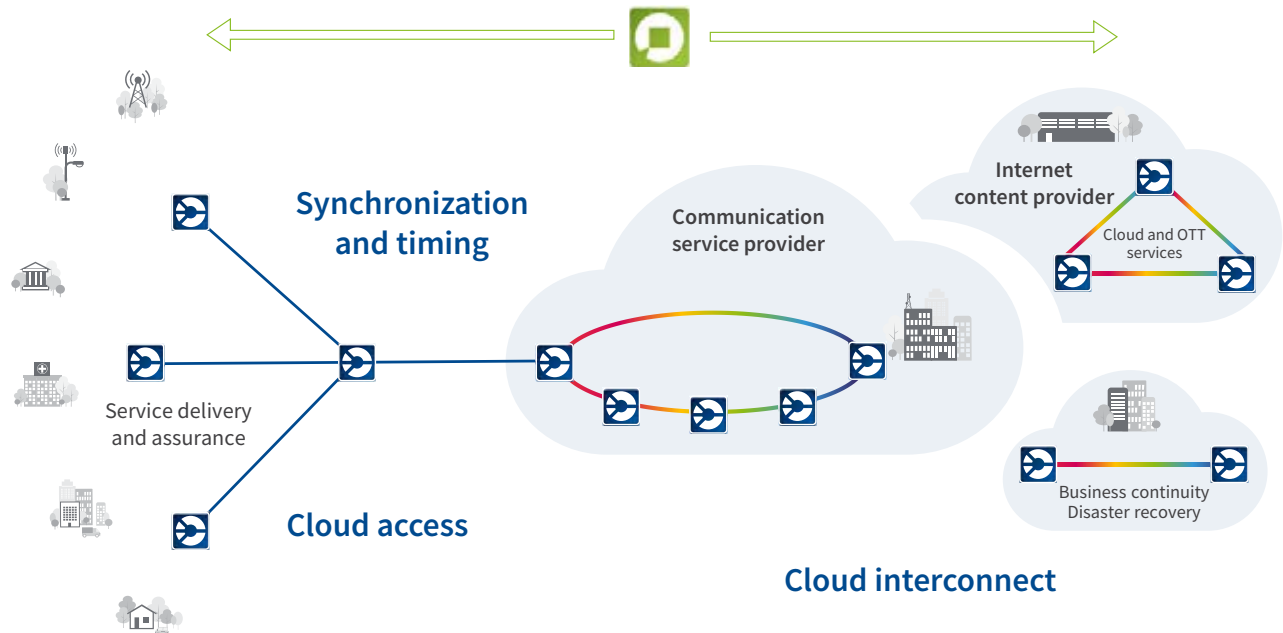 Synchronization
and timing
Communication
service provider
Internet
content provider
Cloud and OTT
services
Service delivery
and assurance
Cloud access
Business continuity
Disaster recovery
Cloud interconnect